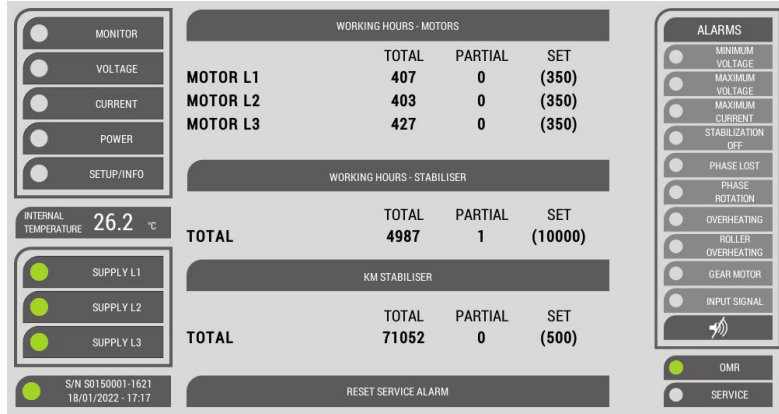 MONITOR
VOLTAGE
CURRENT
POWER
SETUP/INFO
INTERNAL
TEMPERATURE 26.2 °C
SUPPLY L1
SUPPLY L2
SUPPLY L3
S/N S0150001-1621
18/01/2022 - 17:17
WORKING HOURS - MOTORS
TOTAL PARTIAL SET
MOTOR L1 407 0 (350)
MOTOR L2 403 0 (350)
MOTOR L3 427 0 (350)
WORKING HOURS - STABILISER
TOTAL PARTIAL SET
TOTAL 4987 1 (10000)
KM STABILISER
TOTAL PARTIAL SET
TOTAL 71052 0 (500)
RESET SERVICE ALARM
ALARMS
MINIMUM
VOLTAGE
MAXIMUM
VOLTAGE
MAXIMUM
CURRENT
STABILIZATION
OFF
PHASE LOST
PHASE
ROTATION
OVERHEATING
ROLLER
OVERHEATING
GEAR MOTOR
INPUT SIGNAL
OMR
SERVICE